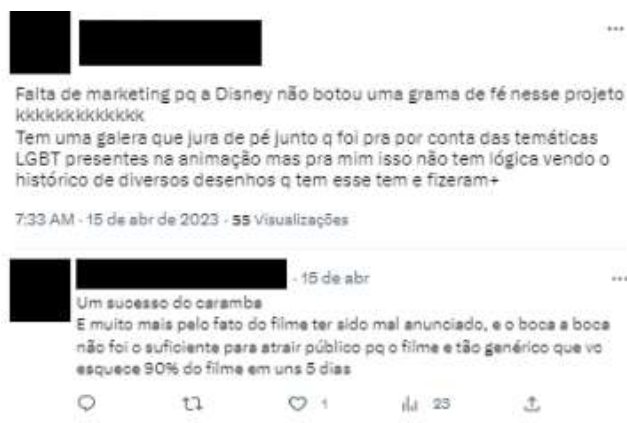 Falta de marketing pq a Disney não botou uma grama de fé nesse projeto
kkkkkkkkkkkkk
Tem uma galera que jura de pé junto q foi pra por conta das temáticas
LGBT presentes na animação mas pra mim isso não tem lógica vendo o
histórico de diversos desenhos q tem esse tem e fizeram+
7:33 AM · 15 de abr de 2023 · 55 Visualizações
· 15 de abr
Um sucesso do caramba
E muito mais pelo fato do filme ter sido mal anunciado, e o boca a boca
não foi o suficiente para atrair público pq o filme e tão genérico que vc
esquece 90% do filme em uns 5 dias
1 23